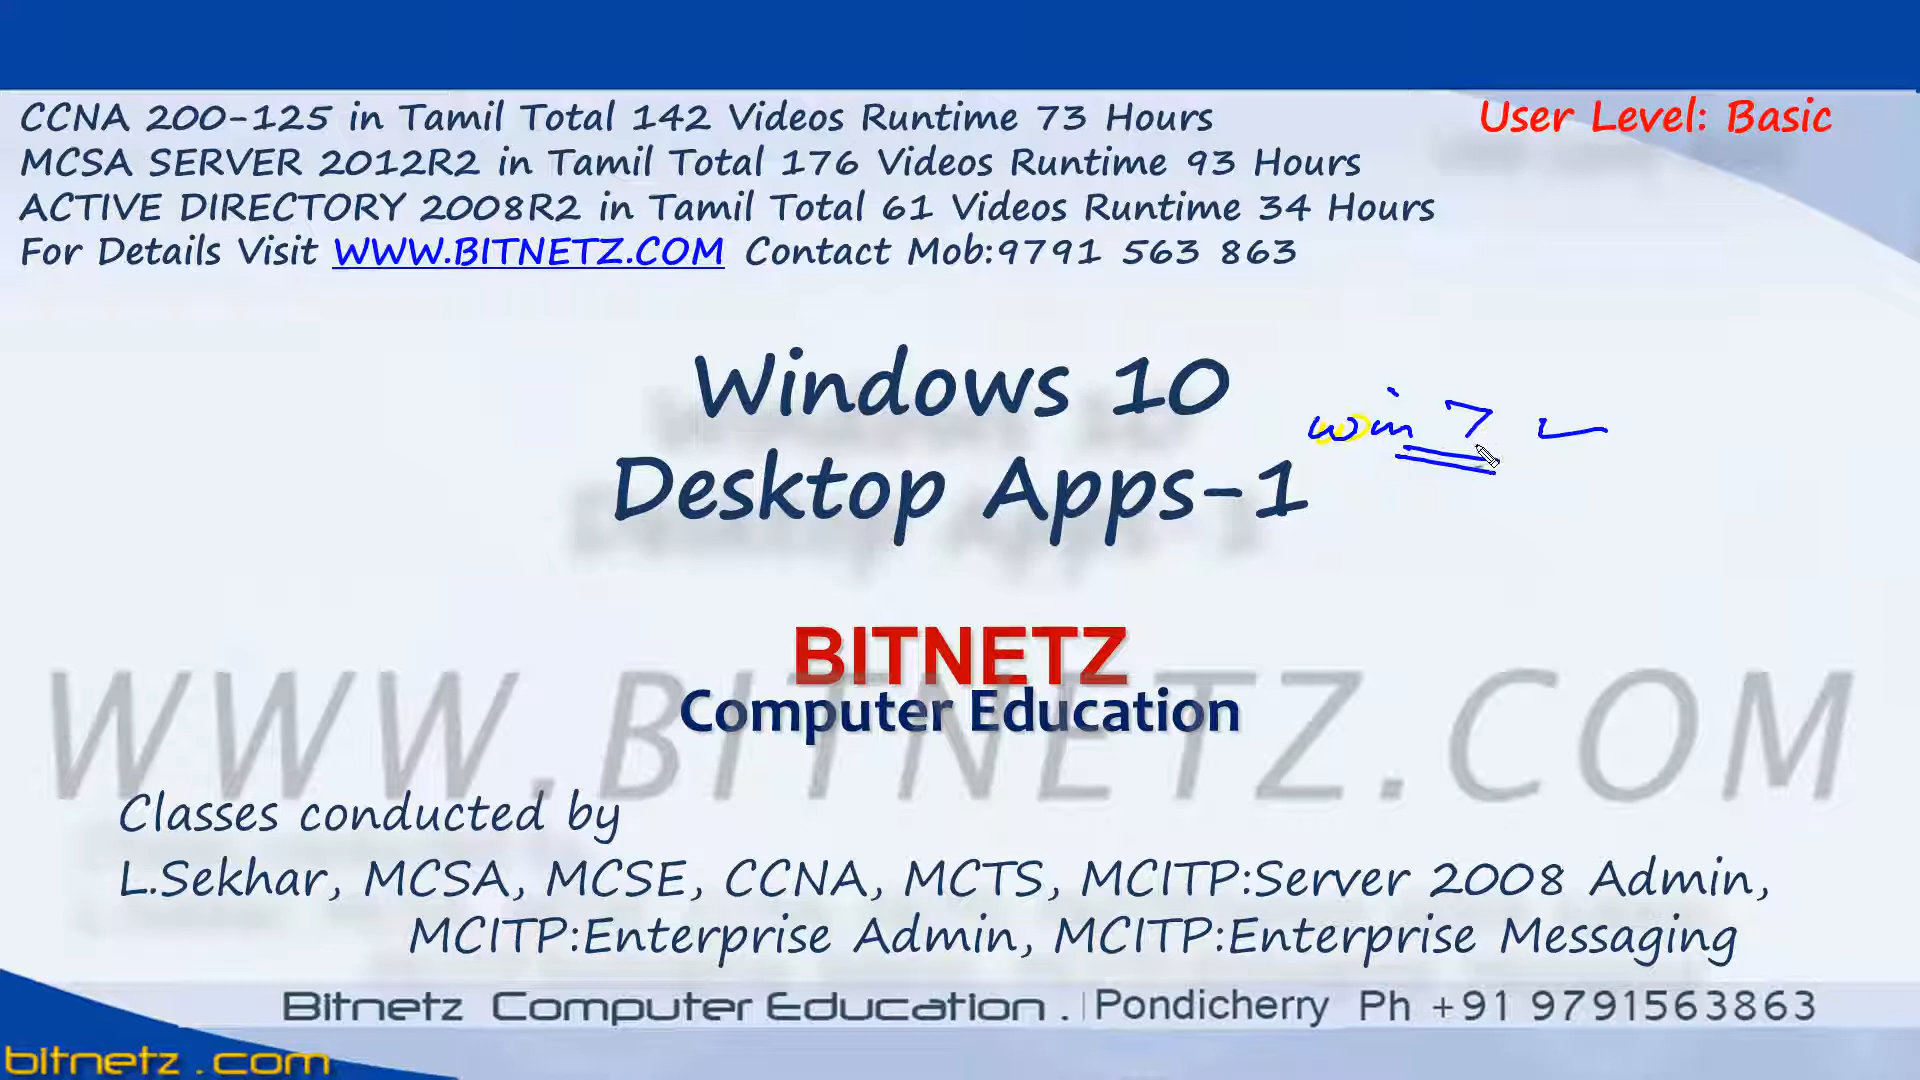 CCNA 200-125 in Tamil Total 142 Videos Runtime 73 Hours
User Level: Basic
MCSA SERVER 2012R2 in Tamil Total 176 Videos Runtime 93 Hours
ACTIVE DIRECTORY 2008R2 in Tamil Total 61 Videos Runtime 34 Hours
For Details Visit WWW.BITNETZ.COM Contact Mob:9791 563 863
Windows 10
win 7
Desktop Apps-1
BITNETZ
Computer Education
WWW.BITNETZ.COM
Classes conducted by
L.Sekhar, MCSA, MCSE, CCNA, MCTS, MCITP:Server 2008 Admin,
MCITP:Enterprise Admin, MCITP:Enterprise Messaging
Bitnetz Computer Education . | Pondicherry Ph +91 9791563863
bitnetz.com